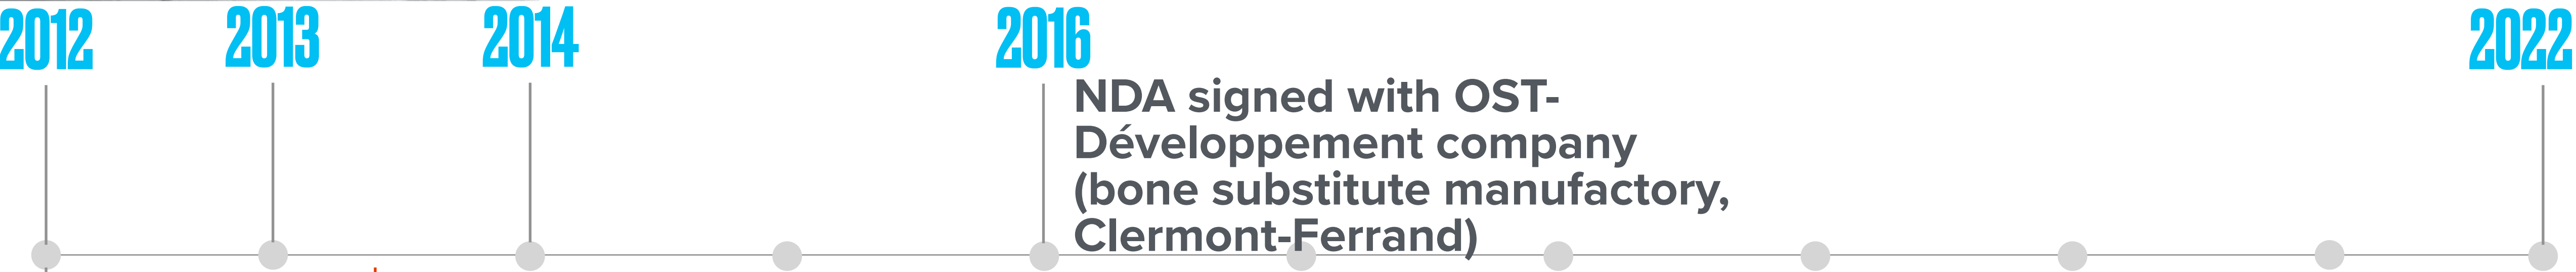 2012
2013
2014
2016
2022
NDA signed with OST-
Développement company
(bone substitute manufactory,
Clermont-Ferrand)